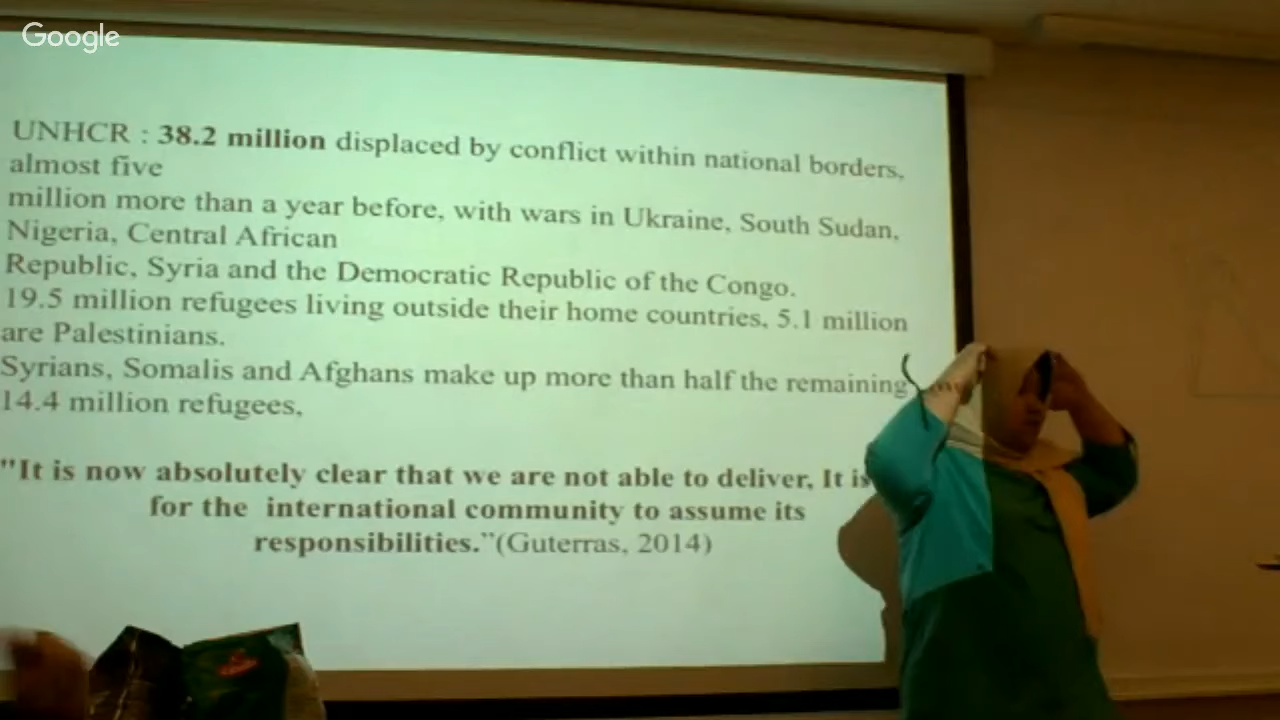 Google
UNHCR : 38.2 million displaced by conflict within national borders,
almost five
million more than a year before, with wars in Ukraine, South Sudan,
Nigeria, Central African
Republic, Syria and the Democratic Republic of the Congo.
19.5 million refugees living outside their home countries, 5.1 million
are Palestinians.
Syrians, Somalis and Afghans make up more than half the remaining
14.4 million refugees,
"It is now absolutely clear that we are not able to deliver, It is
for the international community to assume its
responsibilities."(Guterras, 2014)